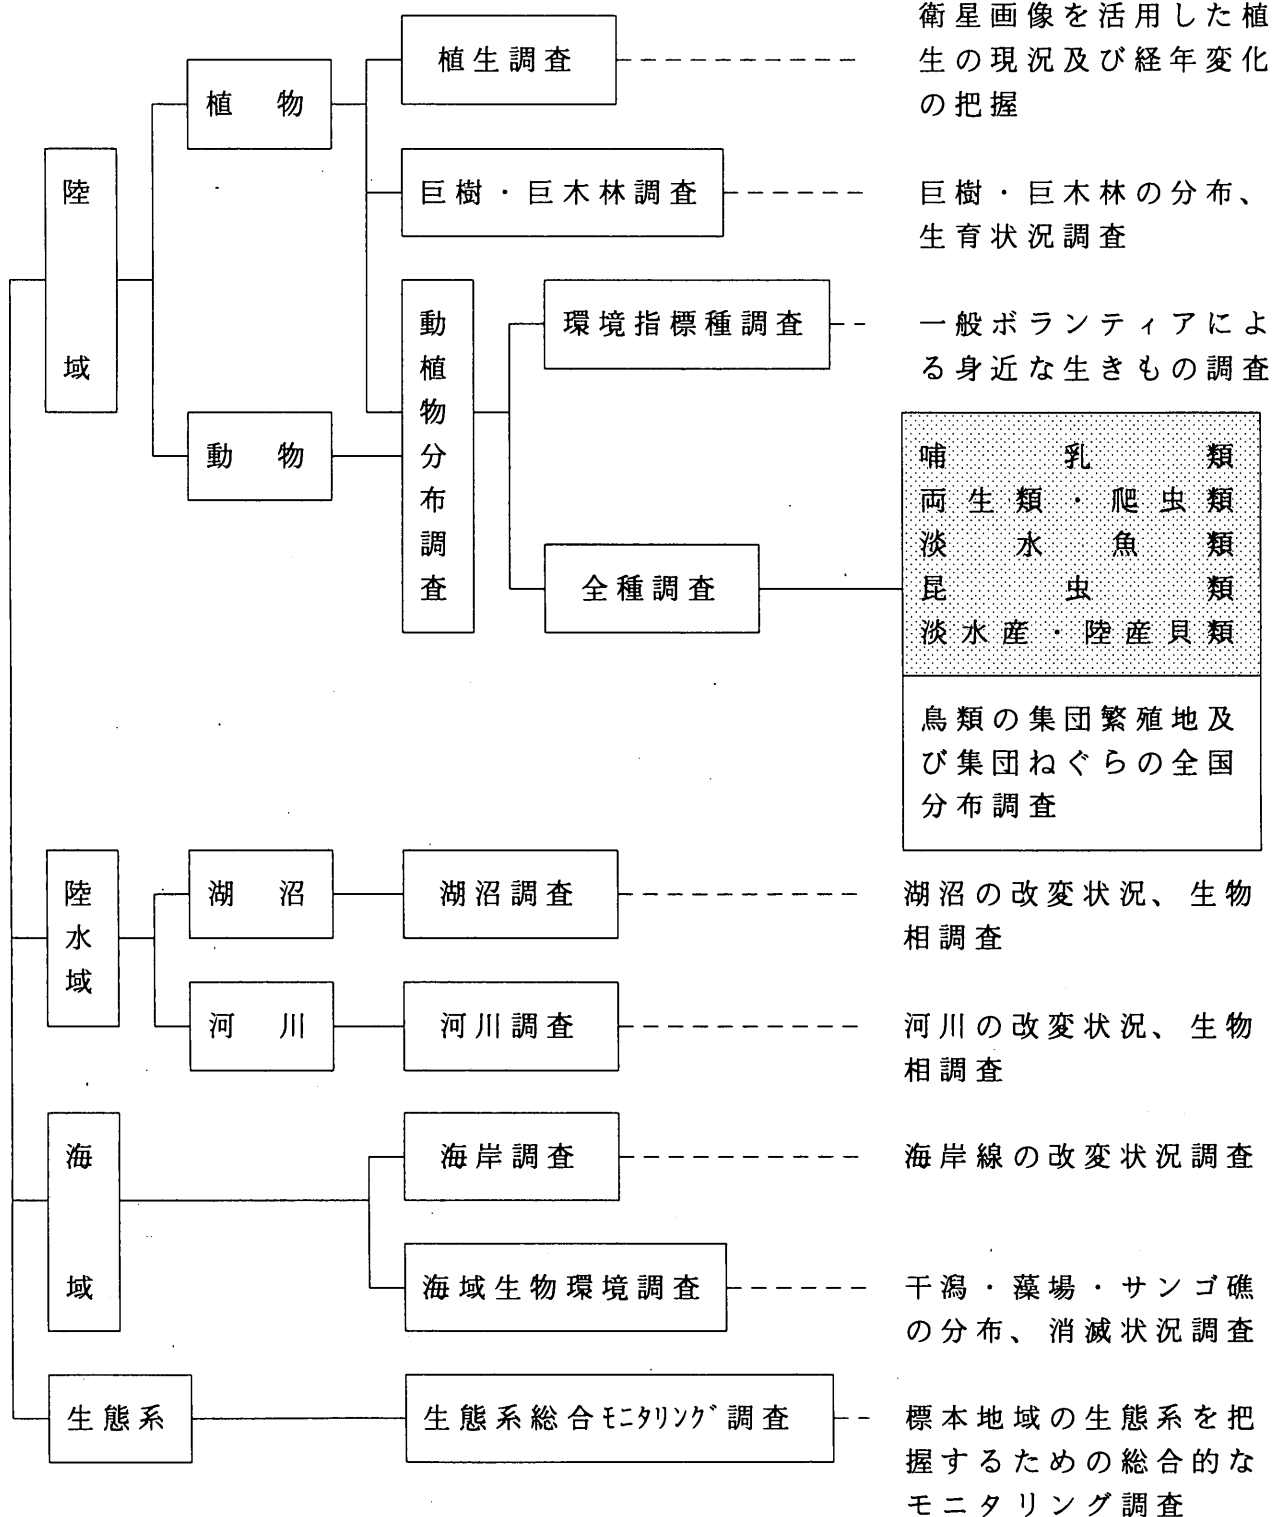 衛星画像を活用した植
生の現況及び経年変化
の把握
植生調査
植物
陸域
巨樹・巨木林調査
巨樹・巨木林の分布、
生育状況調査
動植物分布調査
環境指標種調査
一般ボランティアによ
る身近な生きもの調査
動物
哺乳類
両生類・爬虫類
淡水魚類
昆虫類
淡水産・陸産貝類
全種調査
鳥類の集団繁殖地及
び集団ねぐらの全国
分布調査
陸水域
湖沼
湖沼調査
湖沼の改変状況、生物
相調査
河川
河川調査
河川の改変状況、生物
相調査
海域
海岸調査
海岸線の改変状況調査
海域生物環境調査
干潟・藻場・サンゴ礁
の分布、消滅状況調査
生態系
生態系総合ﾓﾆﾀﾘﾝｸﾞ調査
標本地域の生態系を把
握するための総合的な
モニタリング調査